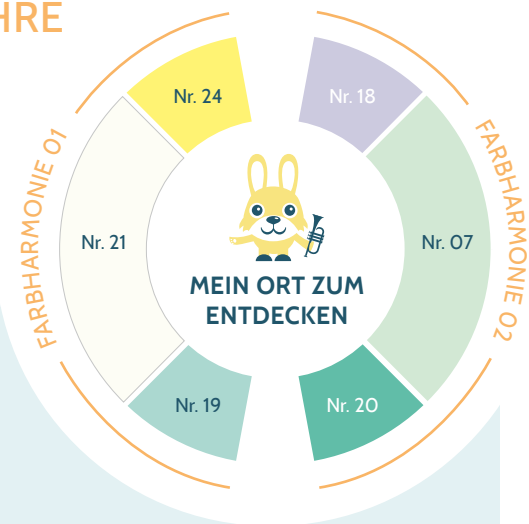 HRE
FARBHARMONIE 01
Nr. 24
Nr. 21
Nr. 19
MEIN ORT ZUM
ENTDECKEN
FARBHARMONIE 02
Nr. 18
Nr. 07
Nr. 20